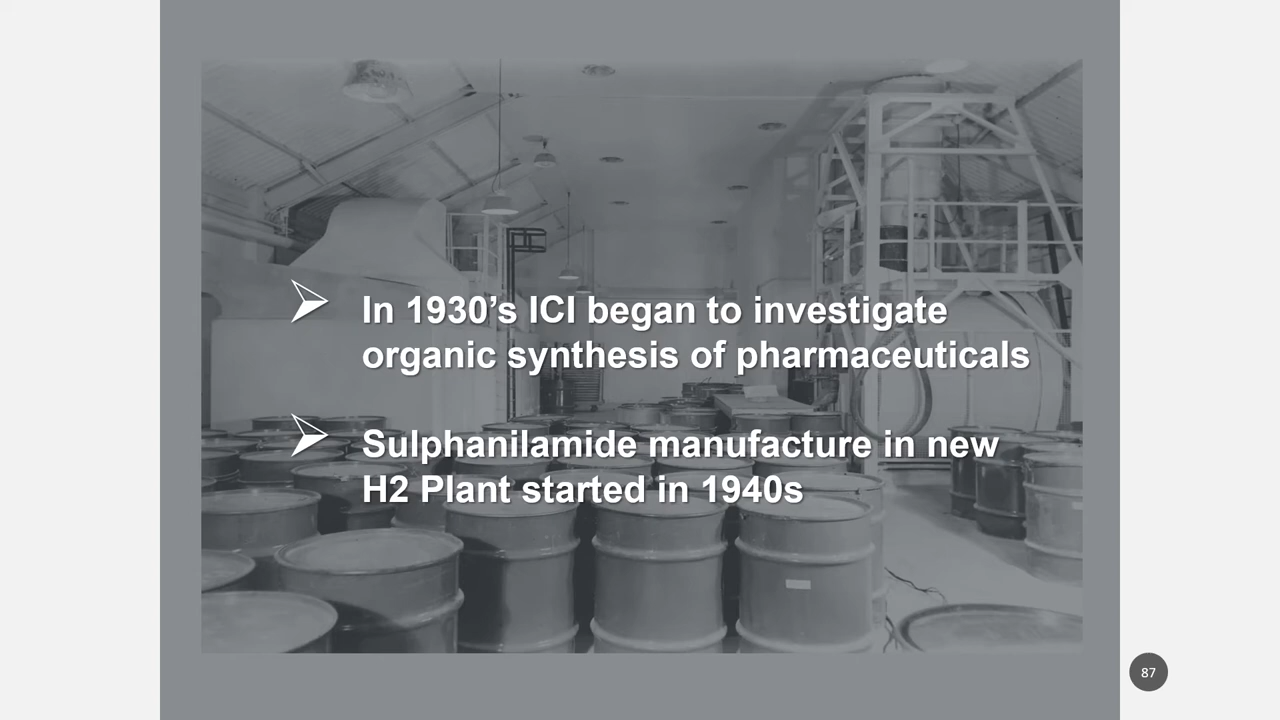 In 1930’s ICI began to investigate
organic synthesis of pharmaceuticals
Sulphanilamide manufacture in new
H2 Plant started in 1940s
87